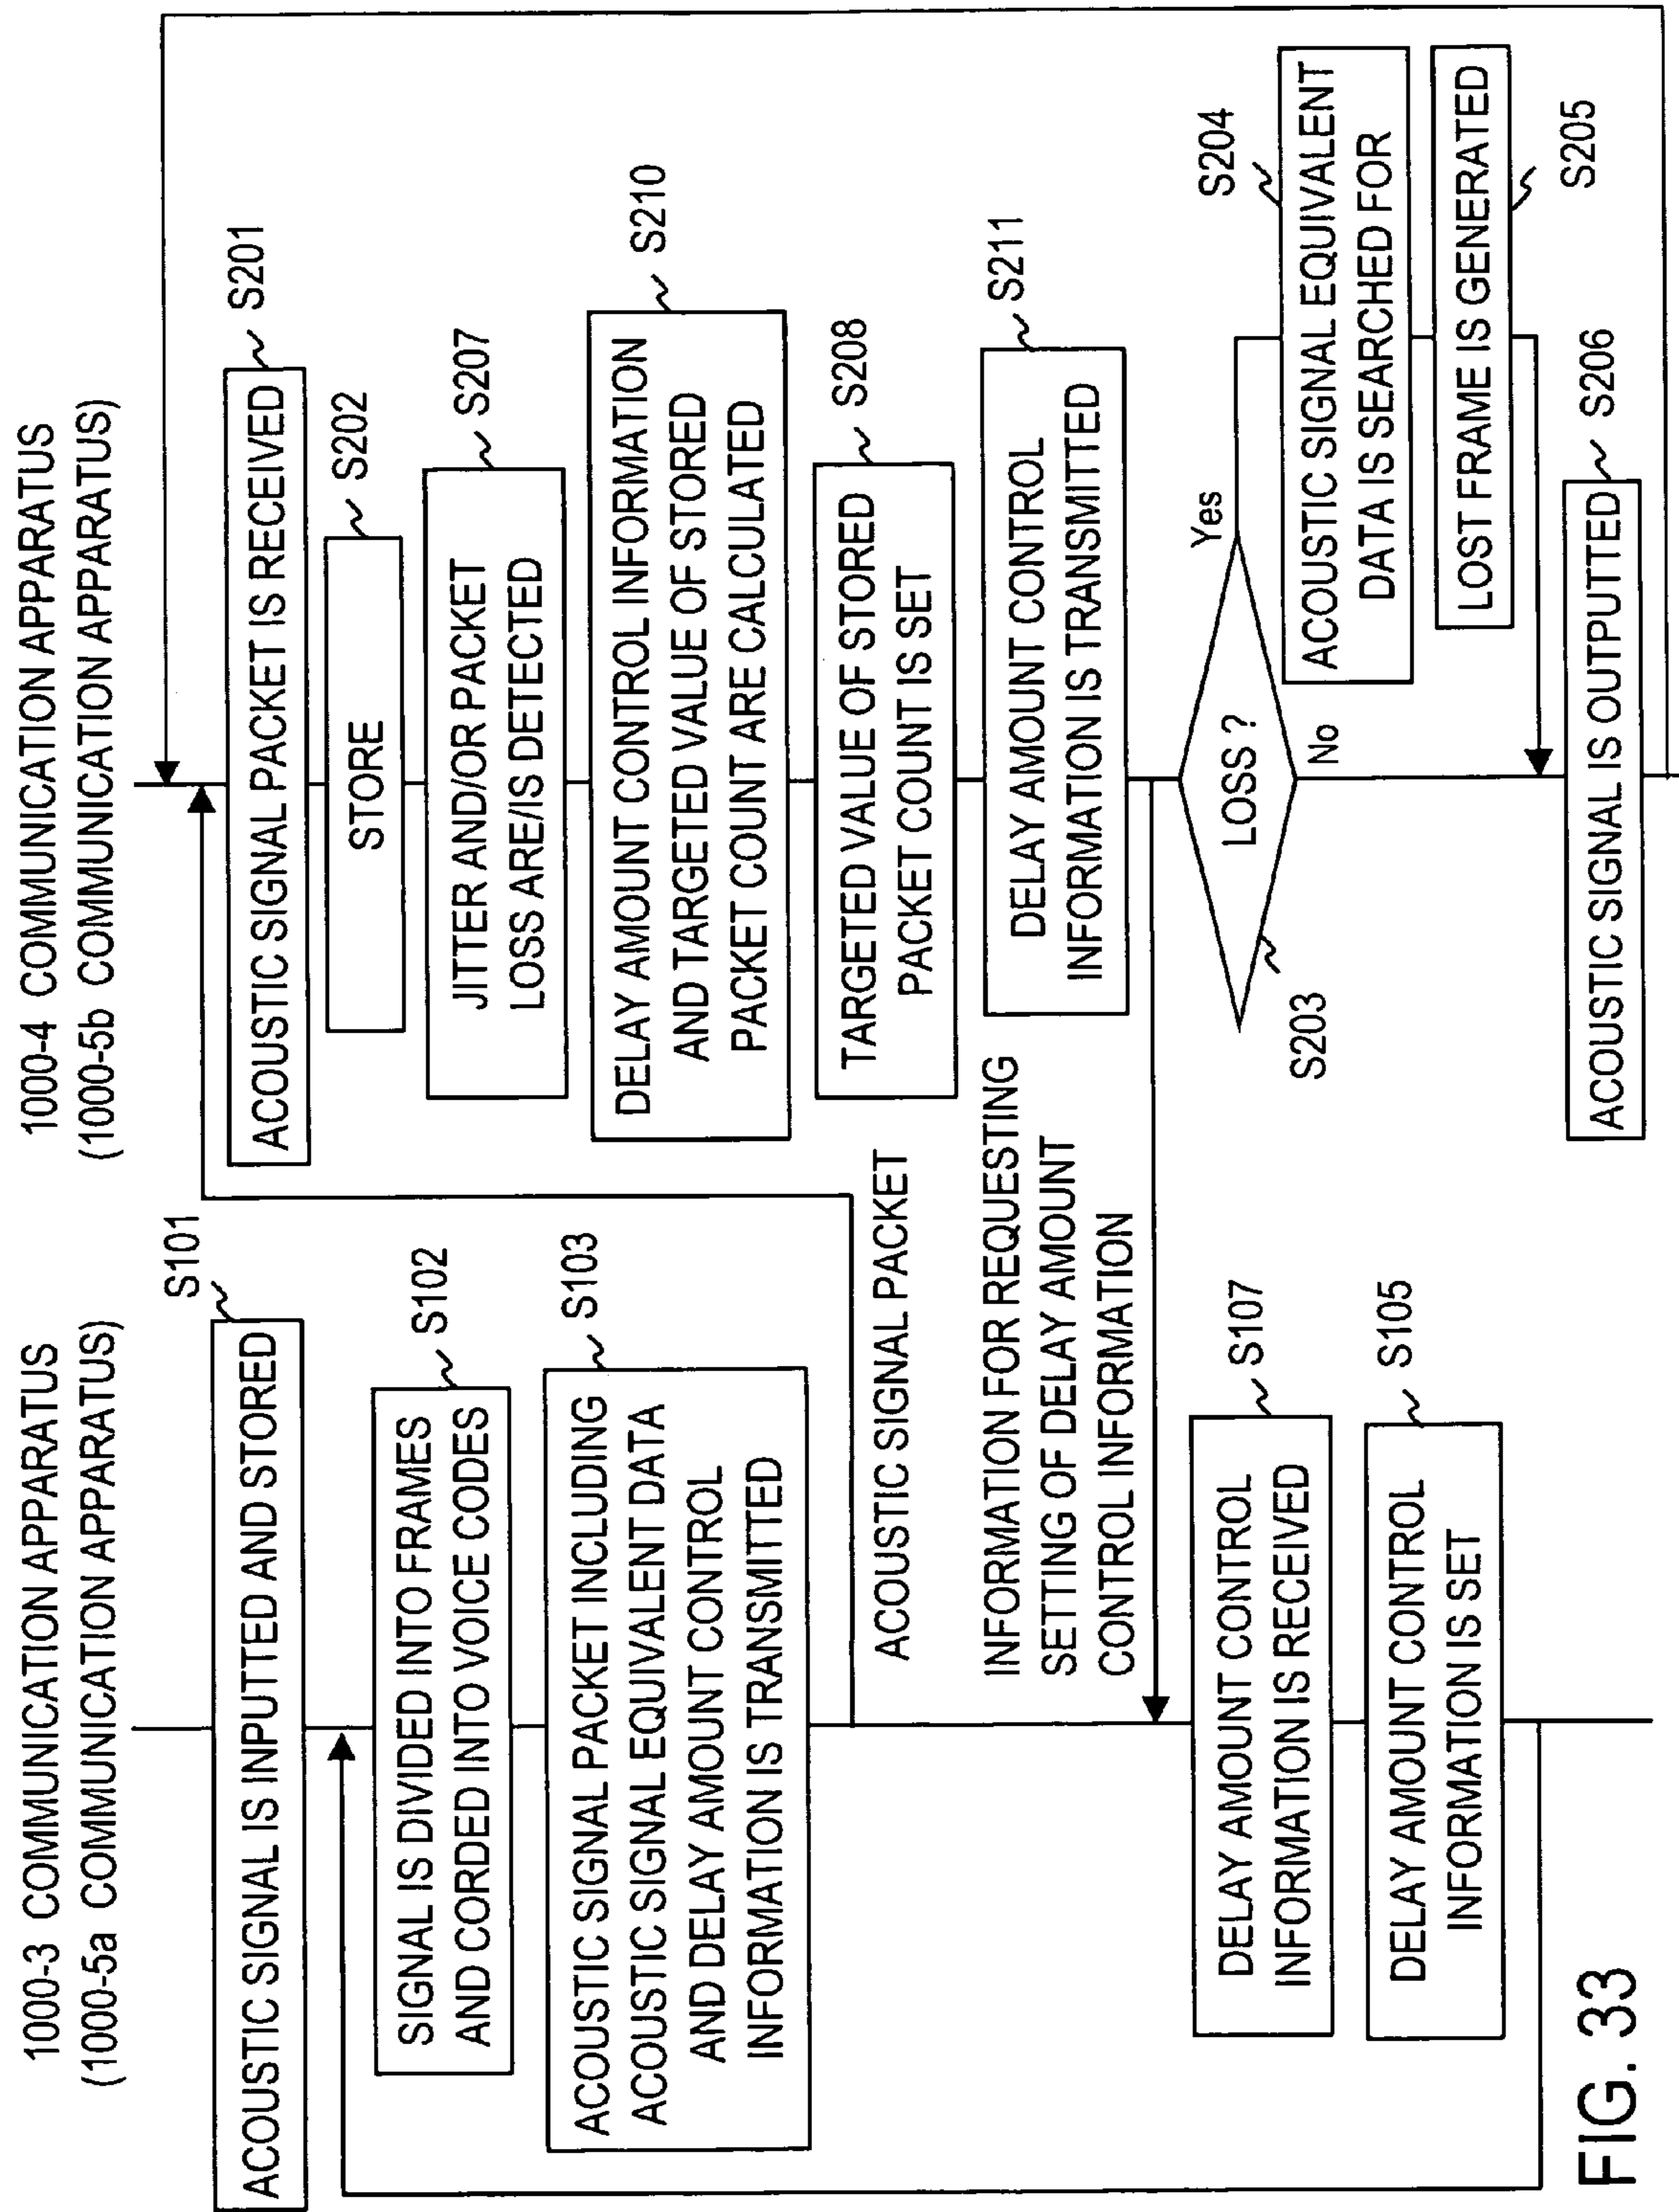 1000-3 COMMUNICATION APPARATUS
(1000-5a COMMUNICATION APPARATUS)
S101
ACOUSTIC SIGNAL IS INPUTTED AND STORED
S102
SIGNAL IS DIVIDED INTO FRAMES
AND CORDED INTO VOICE CODES
S103
ACOUSTIC SIGNAL PACKET INCLUDING
ACOUSTIC SIGNAL EQUIVALENT DATA
AND DELAY AMOUNT CONTROL
INFORMATION IS TRANSMITTED
ACOUSTIC SIGNAL PACKET
INFORMATION FOR REQUESTING
SETTING OF DELAY AMOUNT
CONTROL INFORMATION
S107
DELAY AMOUNT CONTROL
INFORMATION IS RECEIVED
S105
DELAY AMOUNT CONTROL
INFORMATION IS SET
1000-4 COMMUNICATION APPARATUS
(1000-5b COMMUNICATION APPARATUS)
S201
ACOUSTIC SIGNAL PACKET IS RECEIVED
S202
STORE
S207
JITTER AND/OR PACKET
LOSS ARE/IS DETECTED
S210
DELAY AMOUNT CONTROL INFORMATION
AND TARGETED VALUE OF STORED
PACKET COUNT ARE CALCULATED
S208
TARGETED VALUE OF STORED
PACKET COUNT IS SET
S211
DELAY AMOUNT CONTROL
INFORMATION IS TRANSMITTED
S203
LOSS ?
Yes
No
S204
ACOUSTIC SIGNAL EQUIVALENT
DATA IS SEARCHED FOR
LOST FRAME IS GENERATED
S205
ACOUSTIC SIGNAL IS OUTPUTTED
S206
FIG. 33